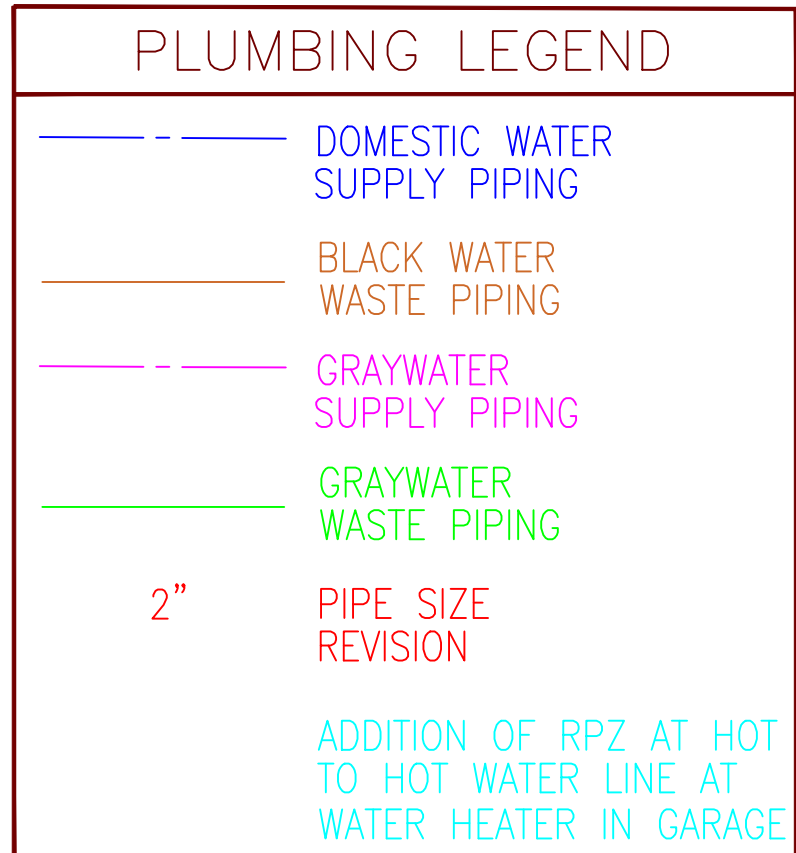 PLUMBING LEGEND
DOMESTIC WATER
SUPPLY PIPING
BLACK WATER
WASTE PIPING
GRAYWATER
SUPPLY PIPING
GRAYWATER
WASTE PIPING
2" PIPE SIZE
REVISION
ADDITION OF RPZ AT HOT
TO HOT WATER LINE AT
WATER HEATER IN GARAGE